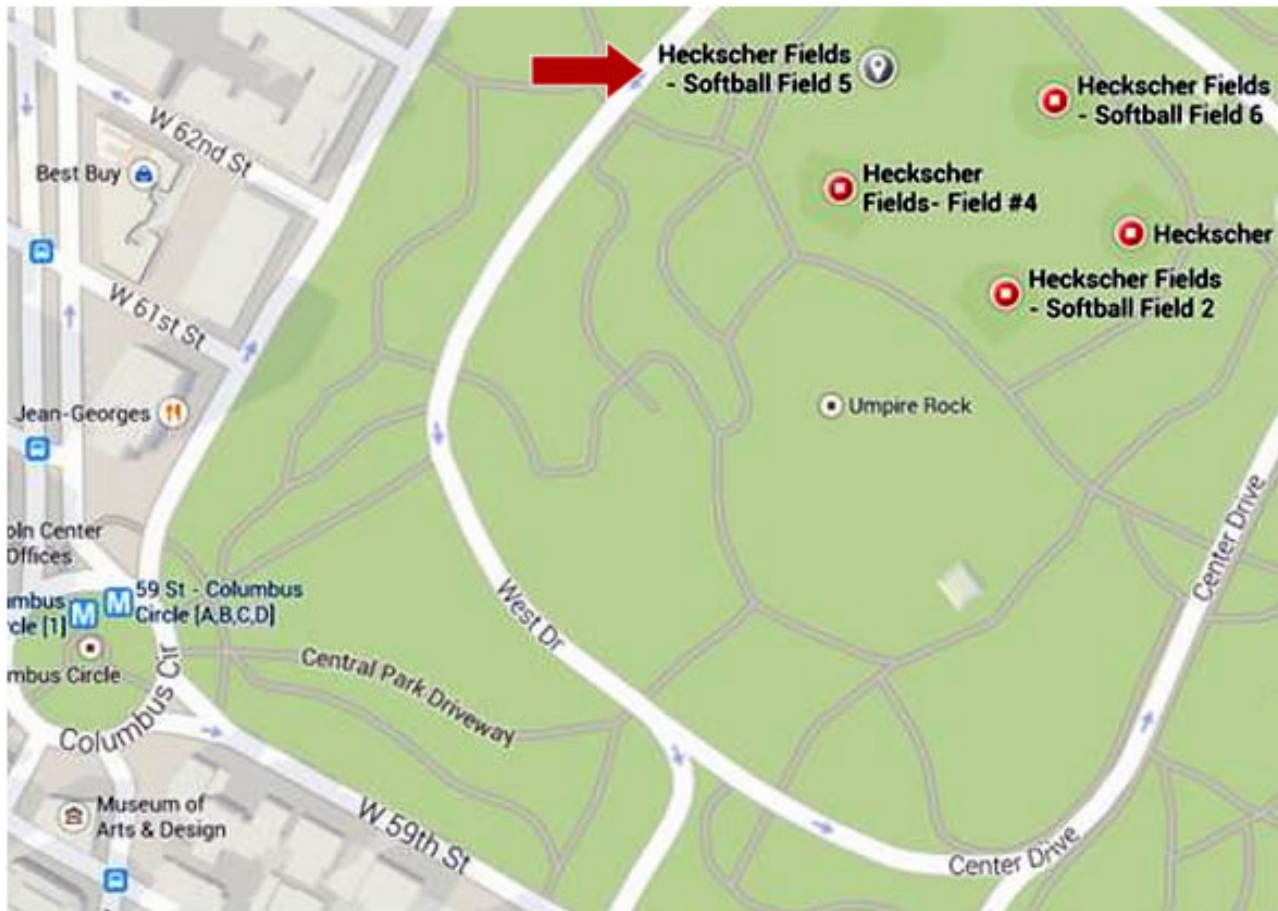 Heckscher Fields
- Softball Field 5
Heckscher Fields
- Softball Field 6
W 62nd St
Best Buy
Heckscher
Fields- Field #4
Heckscher
Heckscher Fields
- Softball Field 2
W 61st St
Jean-Georges
Umpire Rock
oln Center
Offices
Center Drive
59 St - Columbus
Circle [A,B,C,D]
M
M
umbus
rcle [1]
West Dr
mbus Circle
Central Park Driveway
Columbus Cir
Museum of
Arts & Design
W 59th St
Center Drive